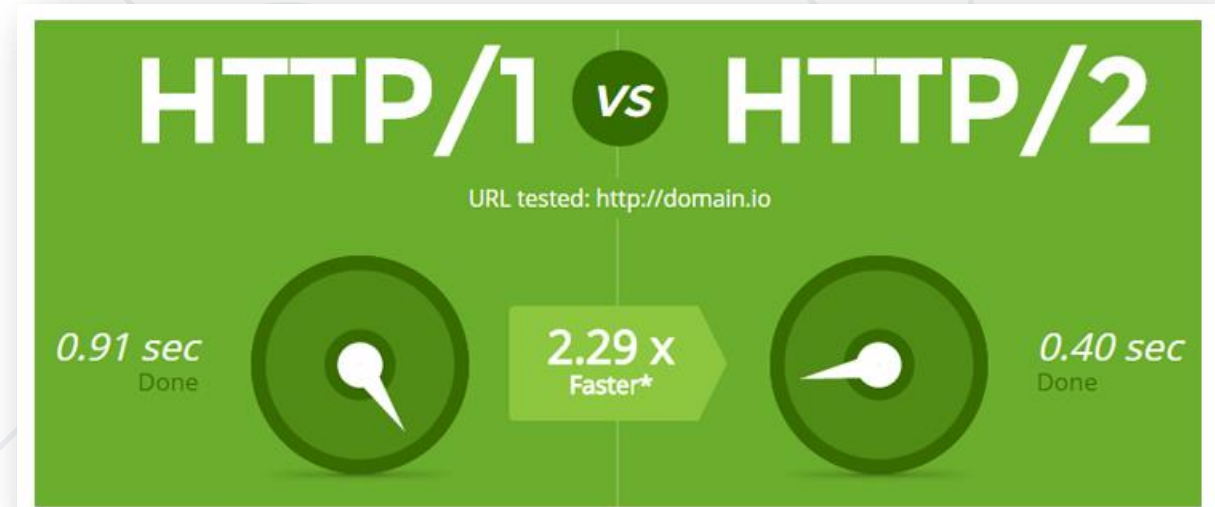 HTTP/1 vs HTTP/2
URL tested: http://domain.io
0.91 sec
Done
2.29 x
Faster*
0.40 sec
Done